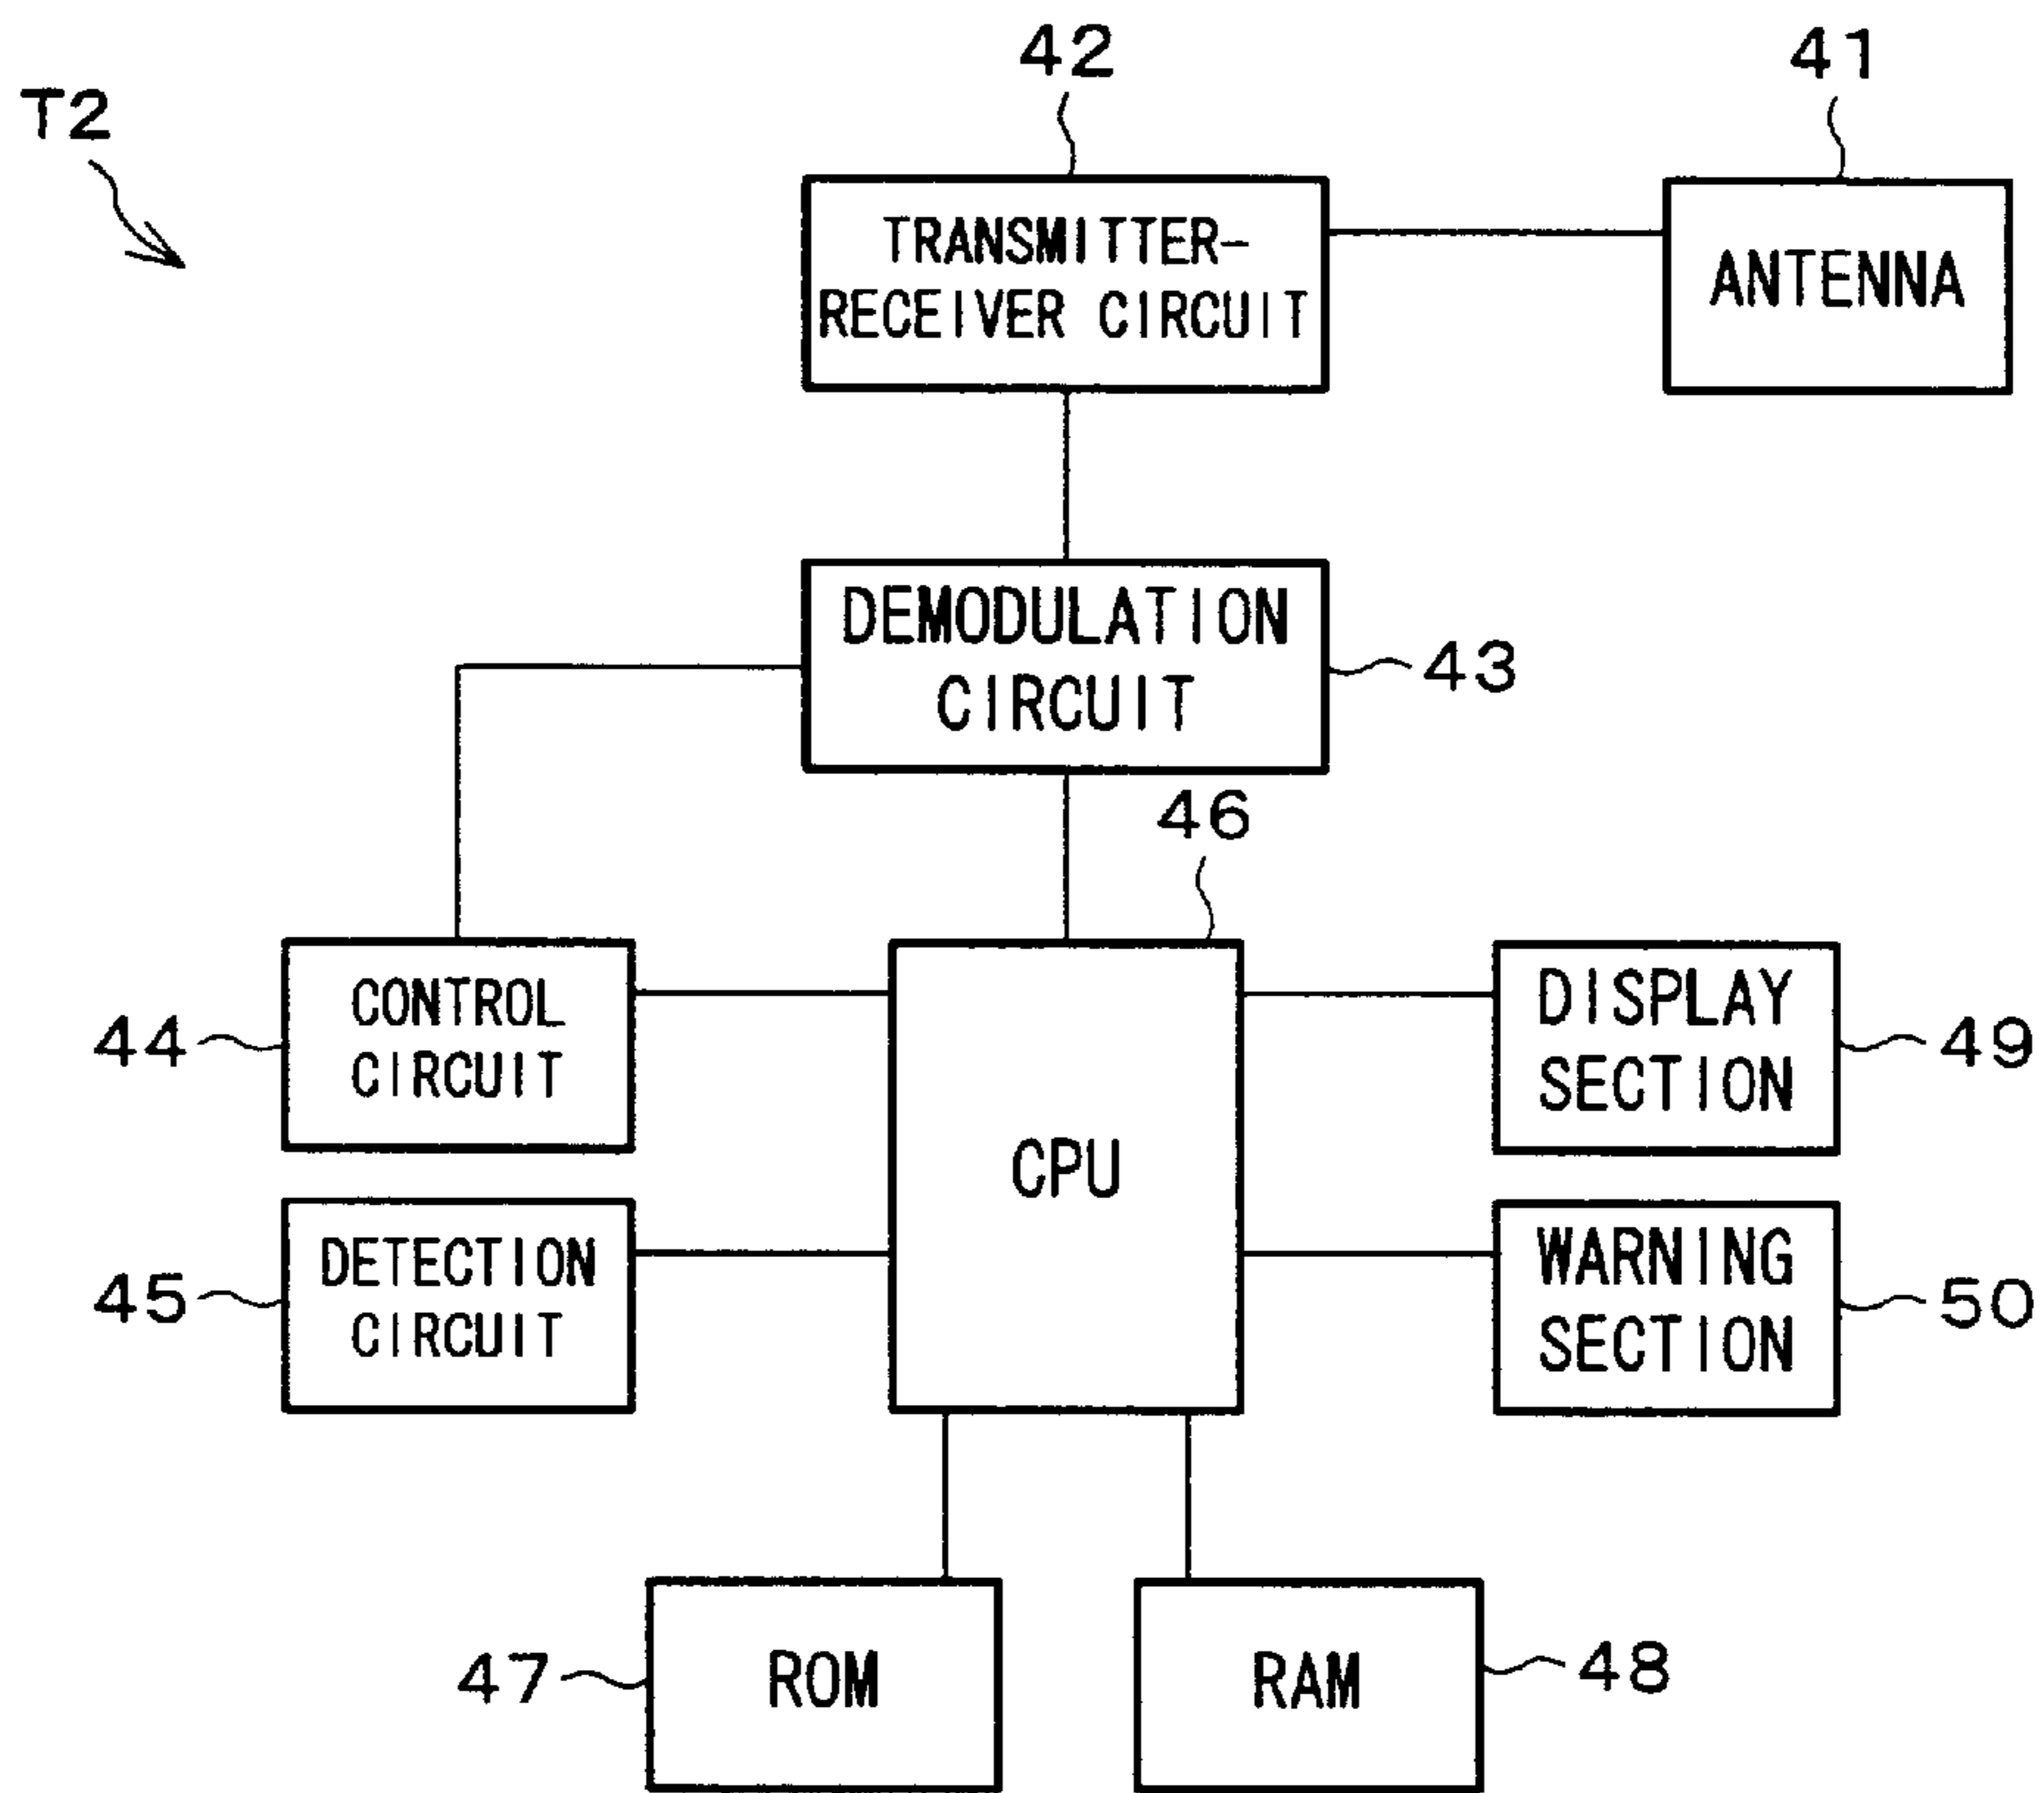 42
41
T2
TRANSMITTER-
RECEIVER CIRCUIT
ANTENNA
DEMODULATION
CIRCUIT
43
46
CONTROL
CIRCUIT
44
DISPLAY
SECTION
49
CPU
DETECTION
CIRCUIT
45
WARNING
SECTION
50
47
ROM
RAM
48